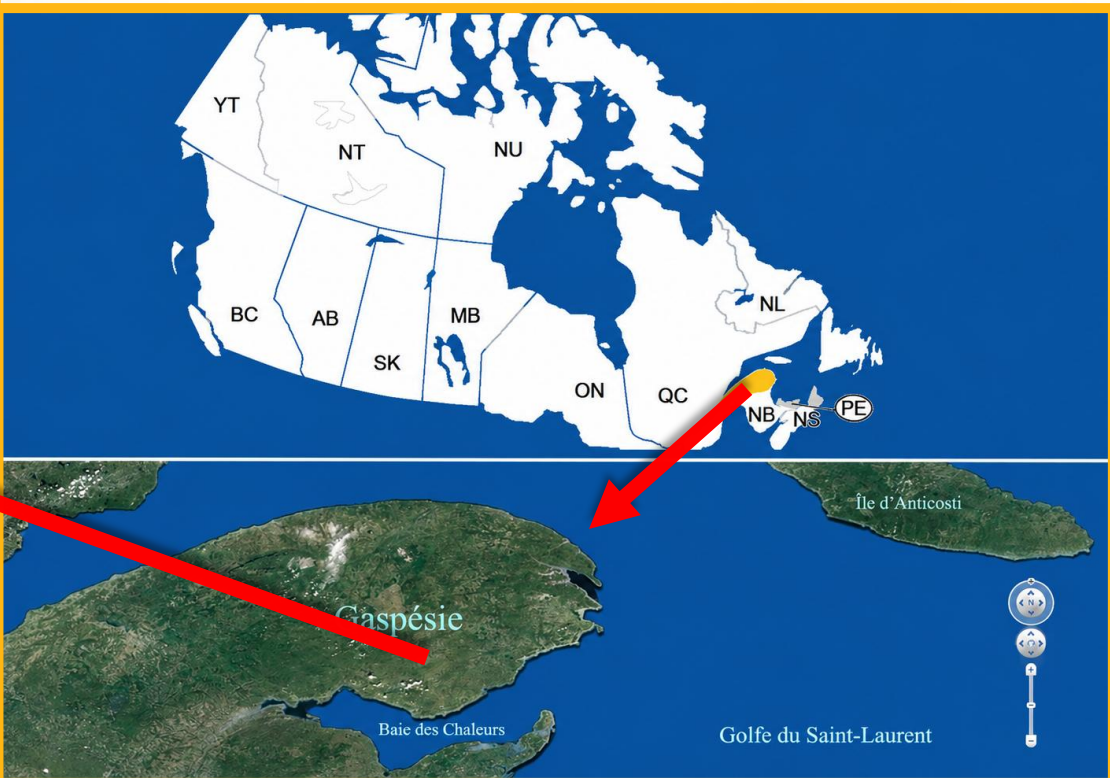 YT
NT
NU
BC
AB
SK
MB
ON
QC
NL
NB
NS
PE
Île d'Anticosti
N
Gaspésie
Baie des Chaleurs
Golfe du Saint-Laurent